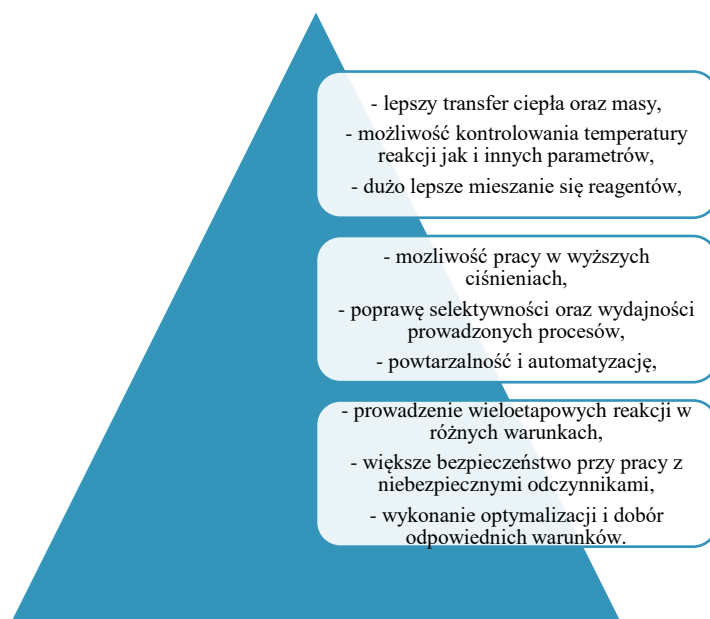 - lepszy transfer ciepła oraz masy,
- możliwość kontrolowania temperatury
reakcji jak i innych parametrów,
- dużo lepsze mieszanie się reagentów,
- mozliwość pracy w wyższych
ciśnieniach,
- poprawę selektywności oraz wydajności
prowadzonych procesów,
- powtarzalność i automatyzację,
- prowadzenie wieloetapowych reakcji w
różnych warunkach,
- większe bezpieczeństwo przy pracy z
niebezpiecznymi odczynnikami,
- wykonanie optymalizacji i dobór
odpowiednich warunków.